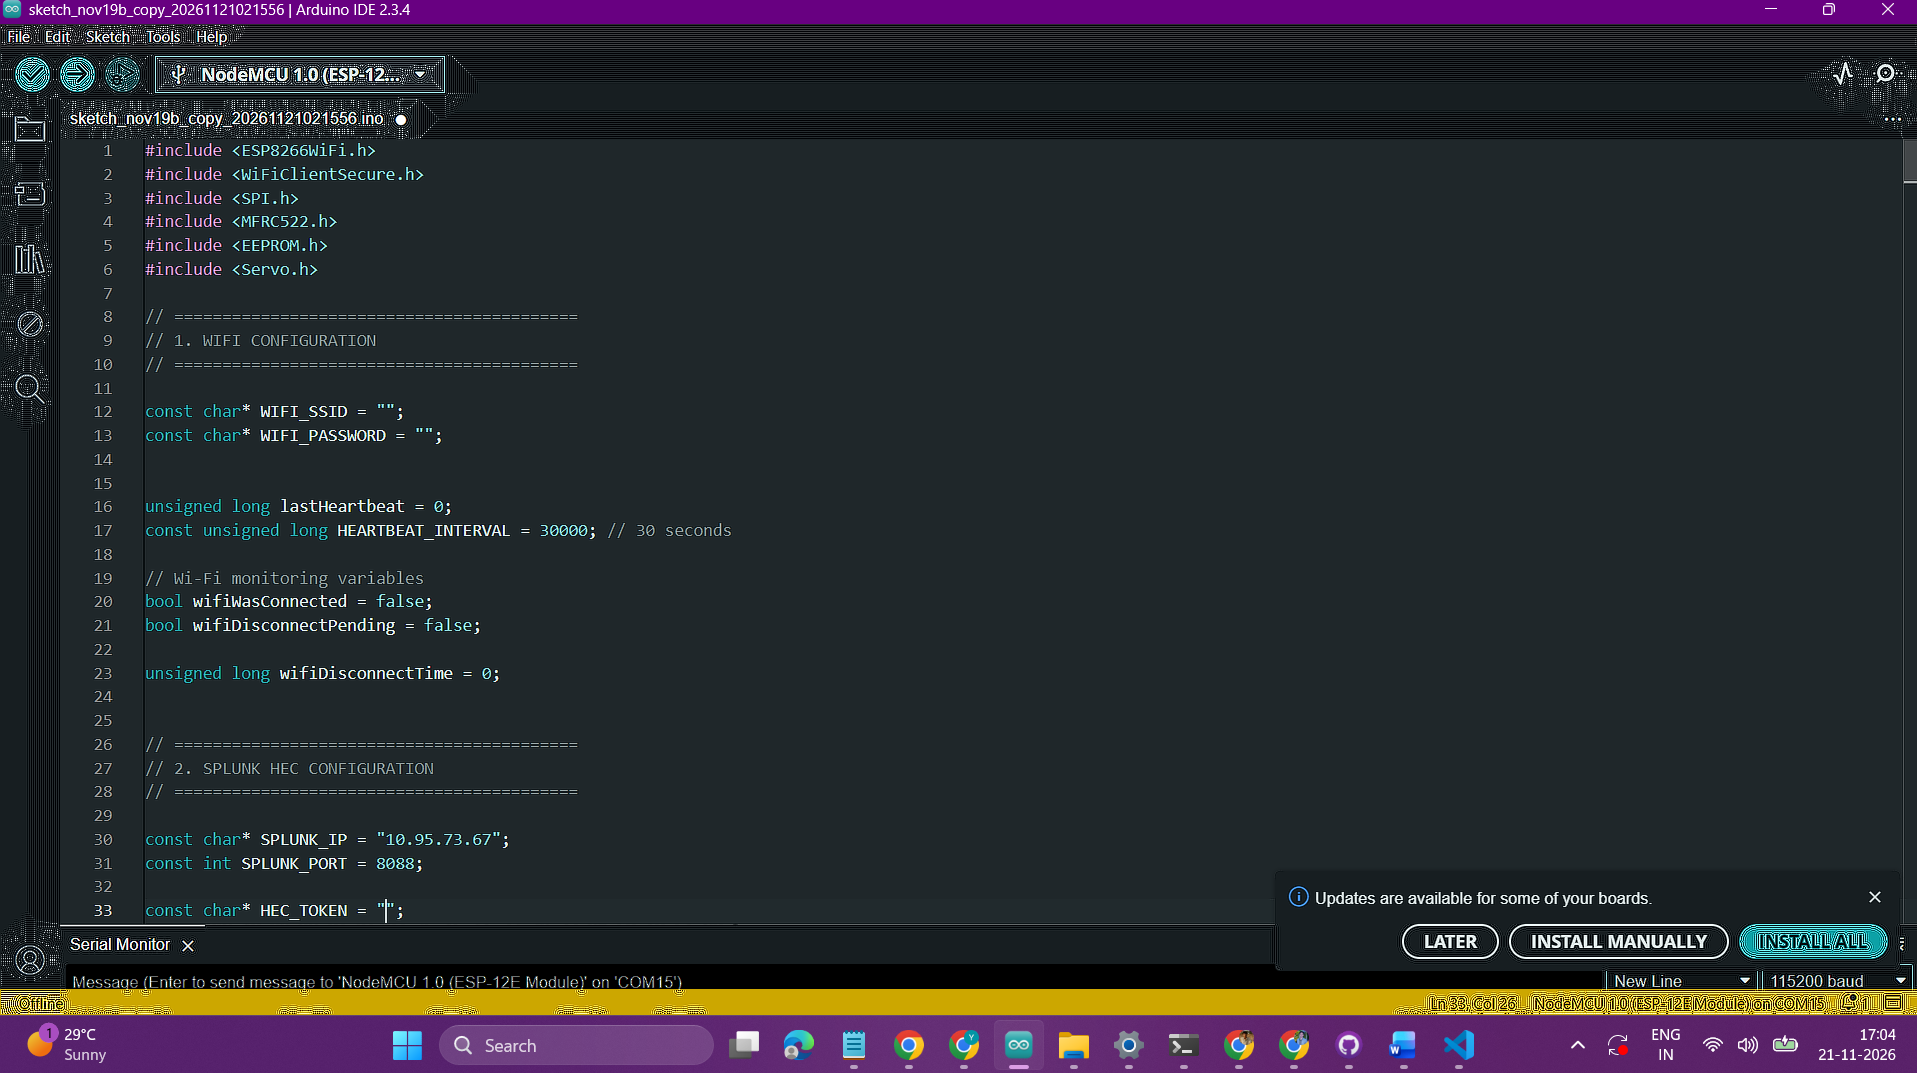 sketch_nov19b_copy_20261121021556 | Arduino IDE 2.3.4
File Edit Sketch Tools Help
NodeMCU 1.0 (ESP-12...
sketch_nov19b_copy_20261121021556.ino
1 #include <ESP8266WiFi.h>
2 #include <WiFiClientSecure.h>
3 #include <SPI.h>
4 #include <MFRC522.h>
5 #include <EEPROM.h>
6 #include <Servo.h>
7
8 // ==========================================
9 // 1. WIFI CONFIGURATION
10 // ==========================================
11
12 const char* WIFI_SSID = "";
13 const char* WIFI_PASSWORD = "";
14
15
16 unsigned long lastHeartbeat = 0;
17 const unsigned long HEARTBEAT_INTERVAL = 30000; // 30 seconds
18
19 // Wi-Fi monitoring variables
20 bool wifiWasConnected = false;
21 bool wifiDisconnectPending = false;
22
23 unsigned long wifiDisconnectTime = 0;
24
25
26 // ==========================================
27 // 2. SPLUNK HEC CONFIGURATION
28 // ==========================================
29
30 const char* SPLUNK_IP = "10.95.73.67";
31 const int SPLUNK_PORT = 8088;
32
33 const char* HEC_TOKEN = "";
Updates are available for some of your boards.
LATER INSTALL MANUALLY INSTALL ALL
Serial Monitor
Message (Enter to send message to 'NodeMCU 1.0 (ESP-12E Module)' on 'COM15')
New Line 115200 baud
Offline
Ln 33, Col 26 NodeMCU 1.0 (ESP-12E Module) on COM15 1
1
29°C
Sunny
Search
ENG
IN
17:04
21-11-2026